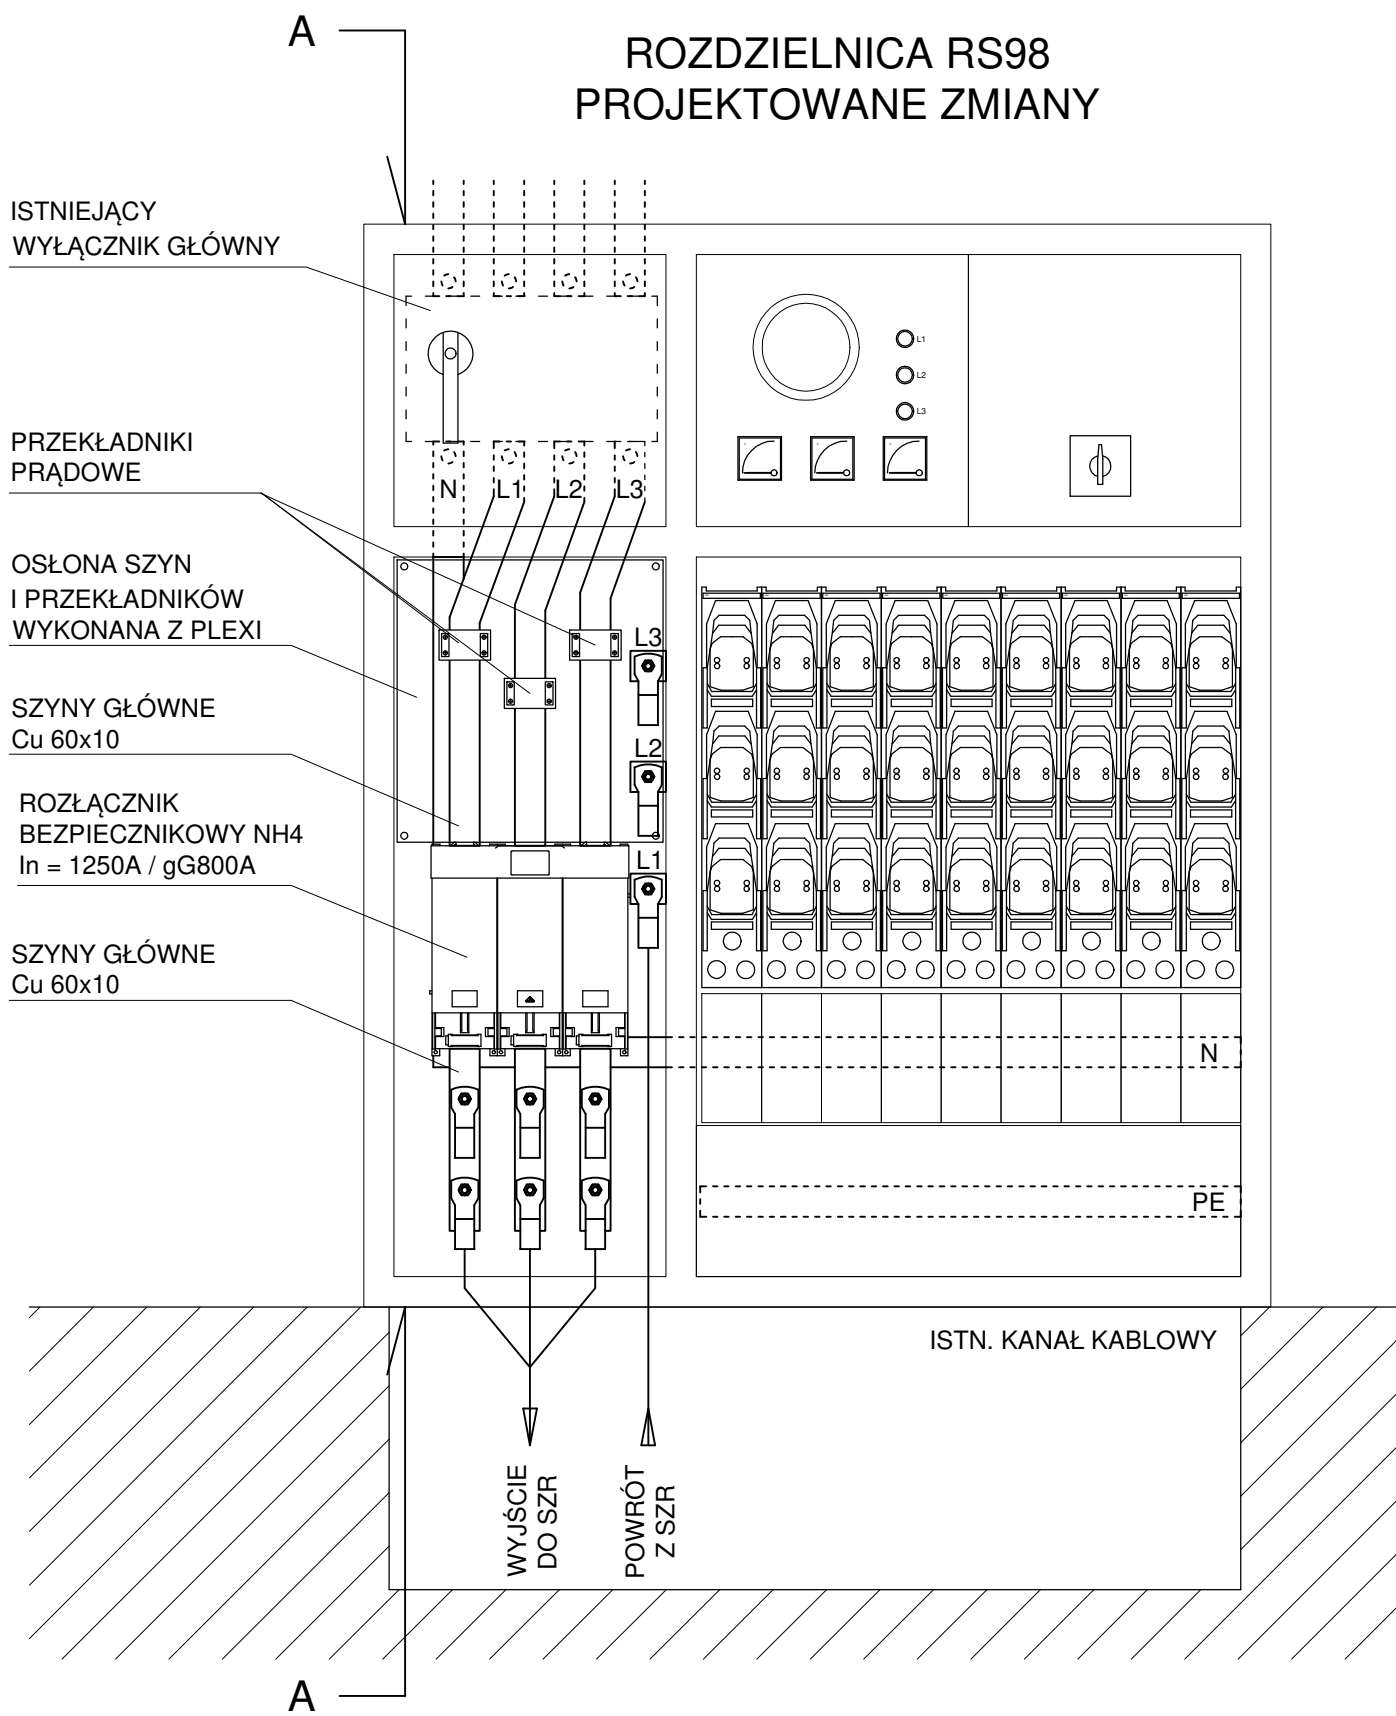 A
ROZDZIELNICA RS98
PROJEKTOWANE ZMIANY
ISTNIEJĄCY
WYŁĄCZNIK GŁÓWNY
L1
L2
L3
PRZEKŁADNIKI
PRĄDOWE
N L1 L2 L3
OSŁONA SZYN
I PRZEKŁADNIKÓW
WYKONANA Z PLEXI
L3
SZYNY GŁÓWNE
Cu 60x10
L2
ROZŁĄCZNIK
BEZPIECZNIKOWY NH4
In = 1250A / gG800A
L1
SZYNY GŁÓWNE
Cu 60x10
N
PE
ISTN. KANAŁ KABLOWY
WYJŚCIE
DO SZR
POWRÓT
Z SZR
A